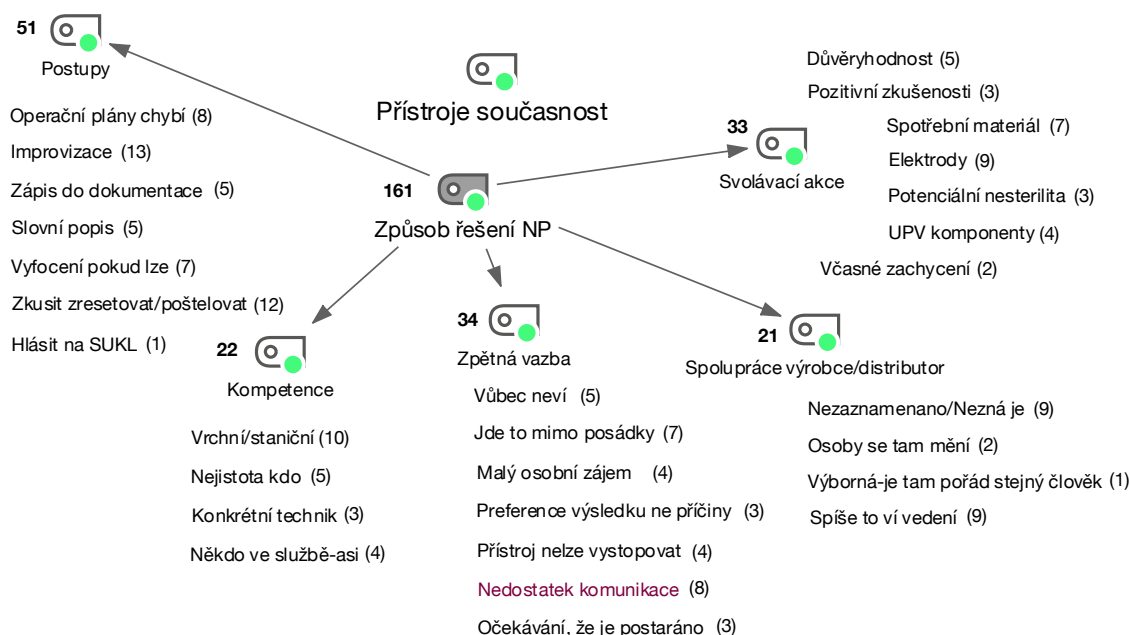 51
Postupy
Operační plány chybí (8)
Improvizace (13)
Zápis do dokumentace (5)
Slovní popis (5)
Vyfocení pokud lze (7)
Zkusit zresetovat/poštelovat (12)
Hlásit na SUKL (1)
Přístroje současnost
161
Způsob řešení NP
33
Svolávací akce
Důvěryhodnost (5)
Pozitivní zkušenosti (3)
Spotřební materiál (7)
Elektrody (9)
Potenciální nesterilita (3)
UPV komponenty (4)
Včasné zachycení (2)
22
Kompetence
Vrchní/staniční (10)
Nejistota kdo (5)
Konkrétní technik (3)
Někdo ve službě-asi (4)
34
Zpětná vazba
Vůbec neví (5)
Jde to mimo posádky (7)
Malý osobní zájem (4)
Preference výsledku ne příčiny (3)
Přístroj nelze vystopovat (4)
Nedostatek komunikace (8)
Očekávání, že je postaráno (3)
21
Spolupráce výrobce/distributor
Nezaznamenano/Nezná je (9)
Osoby se tam mění (2)
Výborná-je tam pořád stejný člověk (1)
Spíše to ví vedení (9)